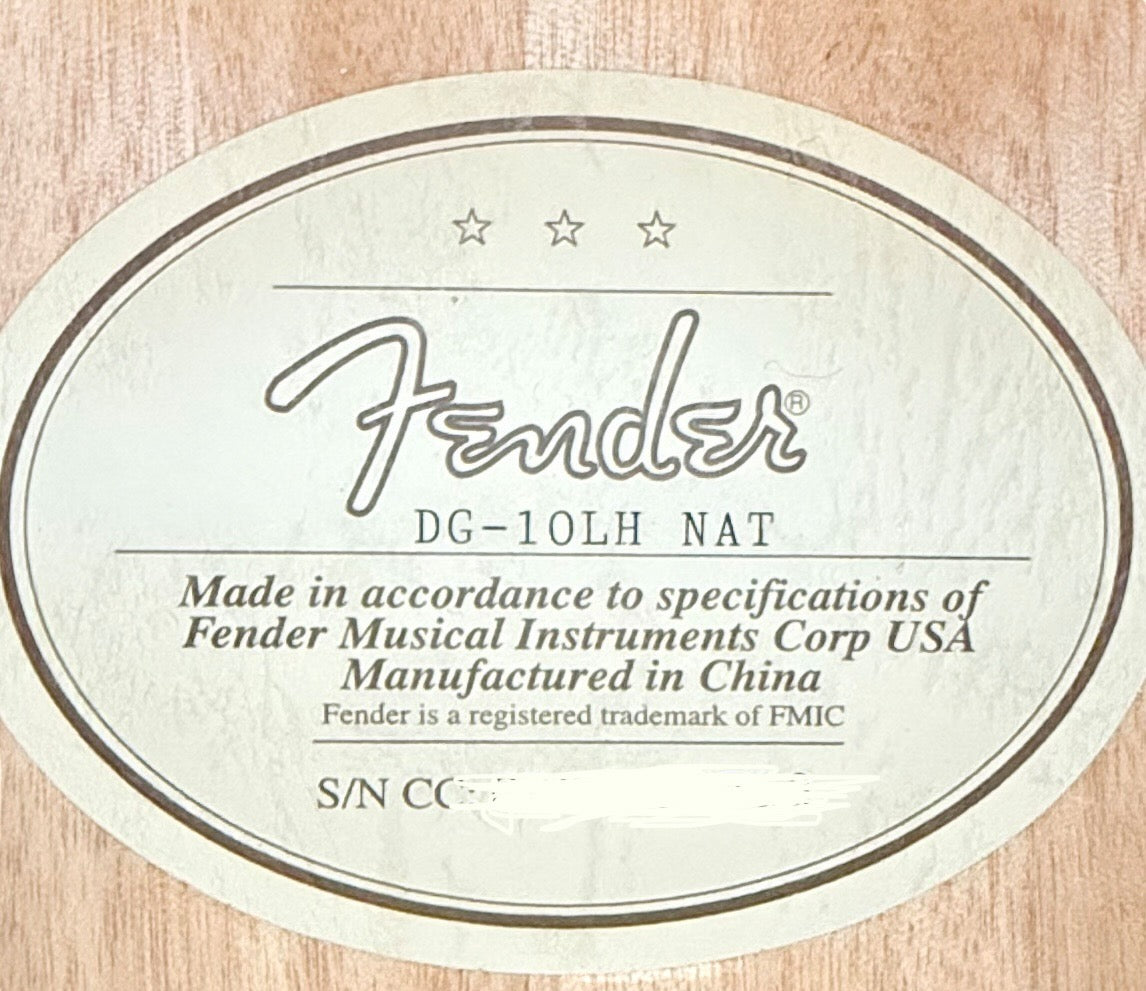 Fender®
DG-10LH NAT
Made in accordance to specifications of
Fender Musical Instruments Corp USA
Manufactured in China
Fender is a registered trademark of FMIC
S/N